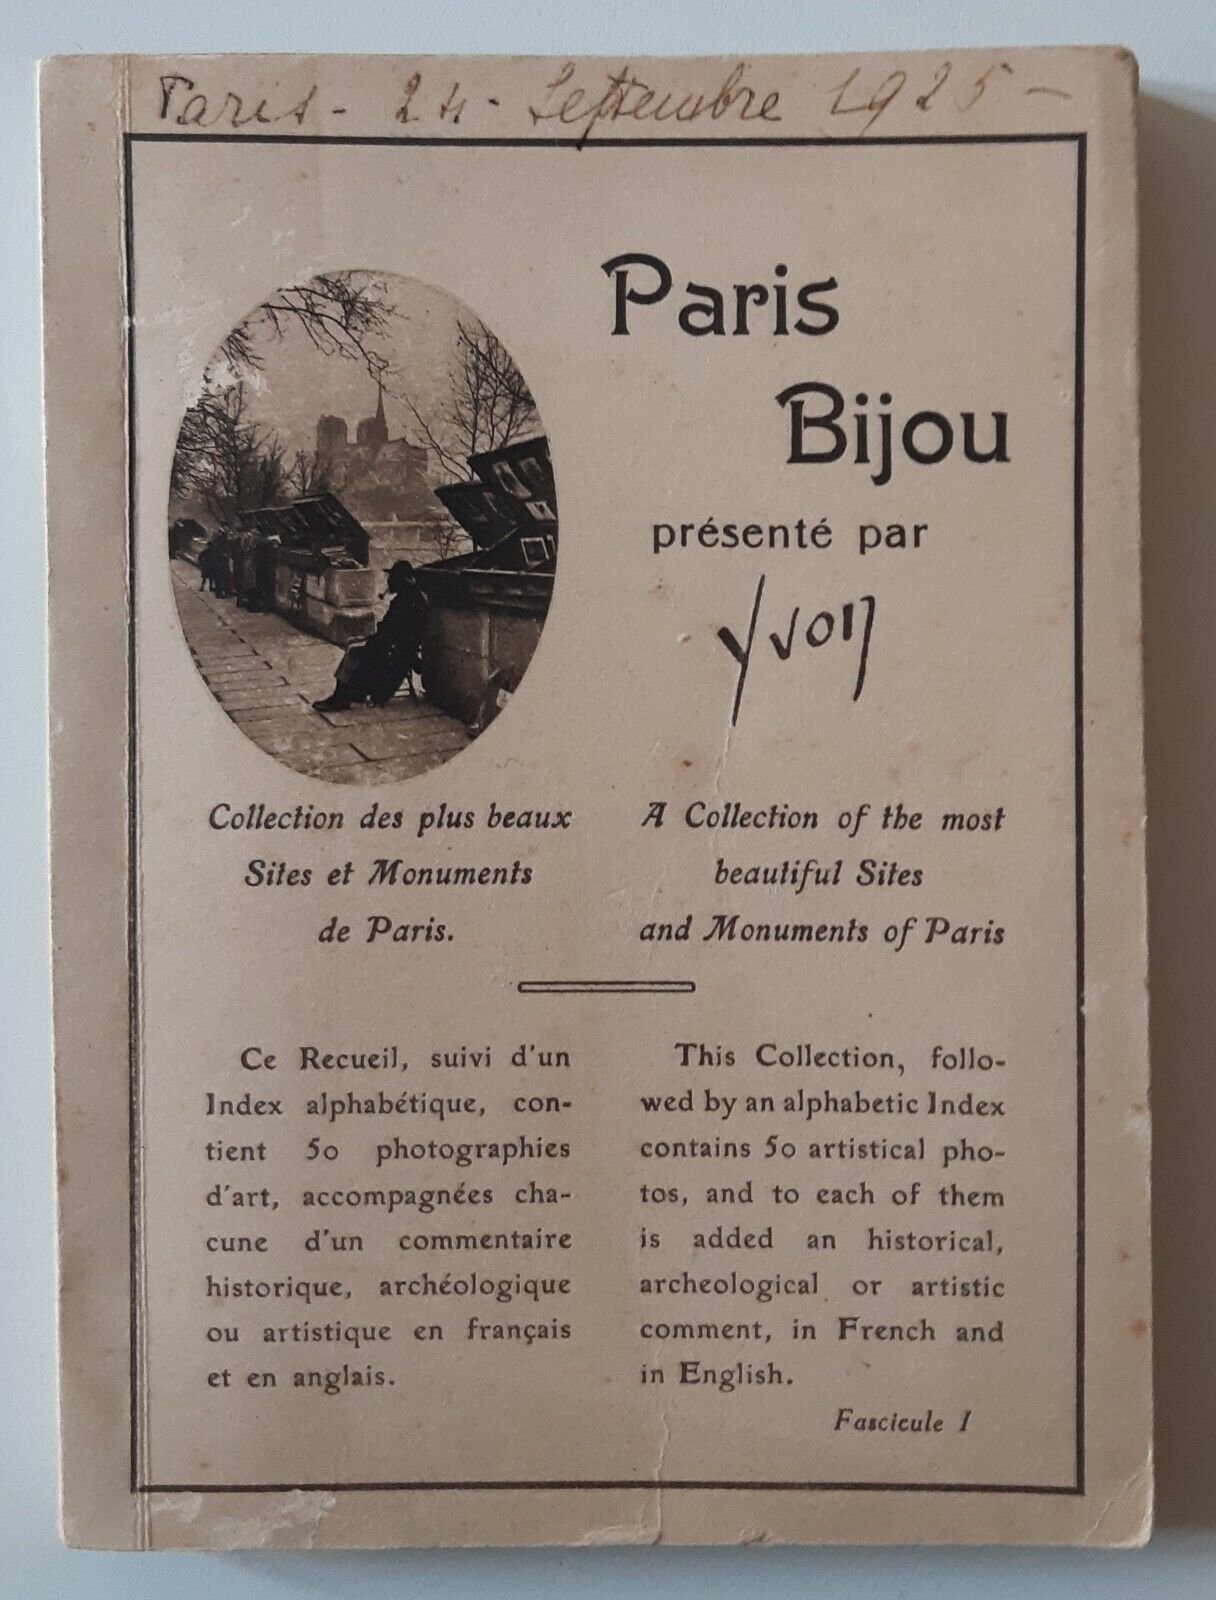 Paris - 24 - Settembre 1925 -
Paris
Bijou
présenté par
yvon
Collection des plus beaux
Sites et Monuments
de Paris.
A Collection of the most
beautiful Sites
and Monuments of Paris
Ce Recueil, suivi d'un
Index alphabétique, con-
tient 50 photographies
d'art, accompagnées cha-
cune d'un commentaire
historique, archéologique
ou artistique en français
et en anglais.
This Collection, follo-
wed by an alphabetic Index
contains 50 artistical pho-
tos, and to each of them
is added an historical,
archeological or artistic
comment, in French and
in English.
Fascicule I